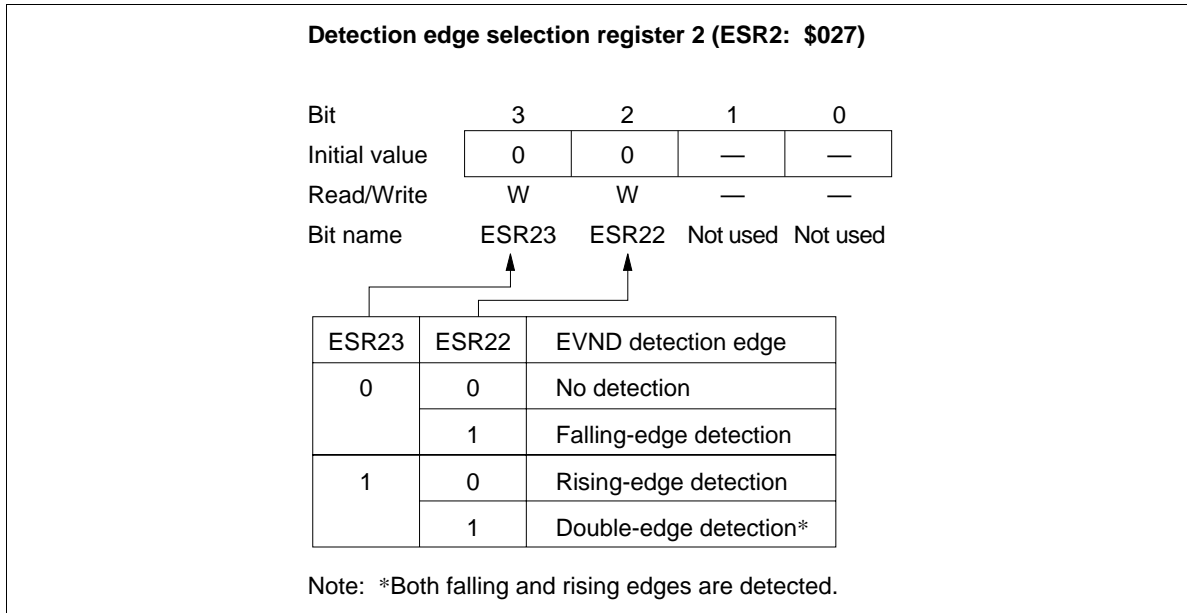 Detection edge selection register 2 (ESR2: $027)
Bit 3 2 1 0
Initial value 0 0 — —
Read/Write W W — —
Bit name ESR23 ESR22 Not used Not used
ESR23 ESR22 EVND detection edge
0 0 No detection
1 Falling-edge detection
1 0 Rising-edge detection
1 Double-edge detection*
Note: *Both falling and rising edges are detected.